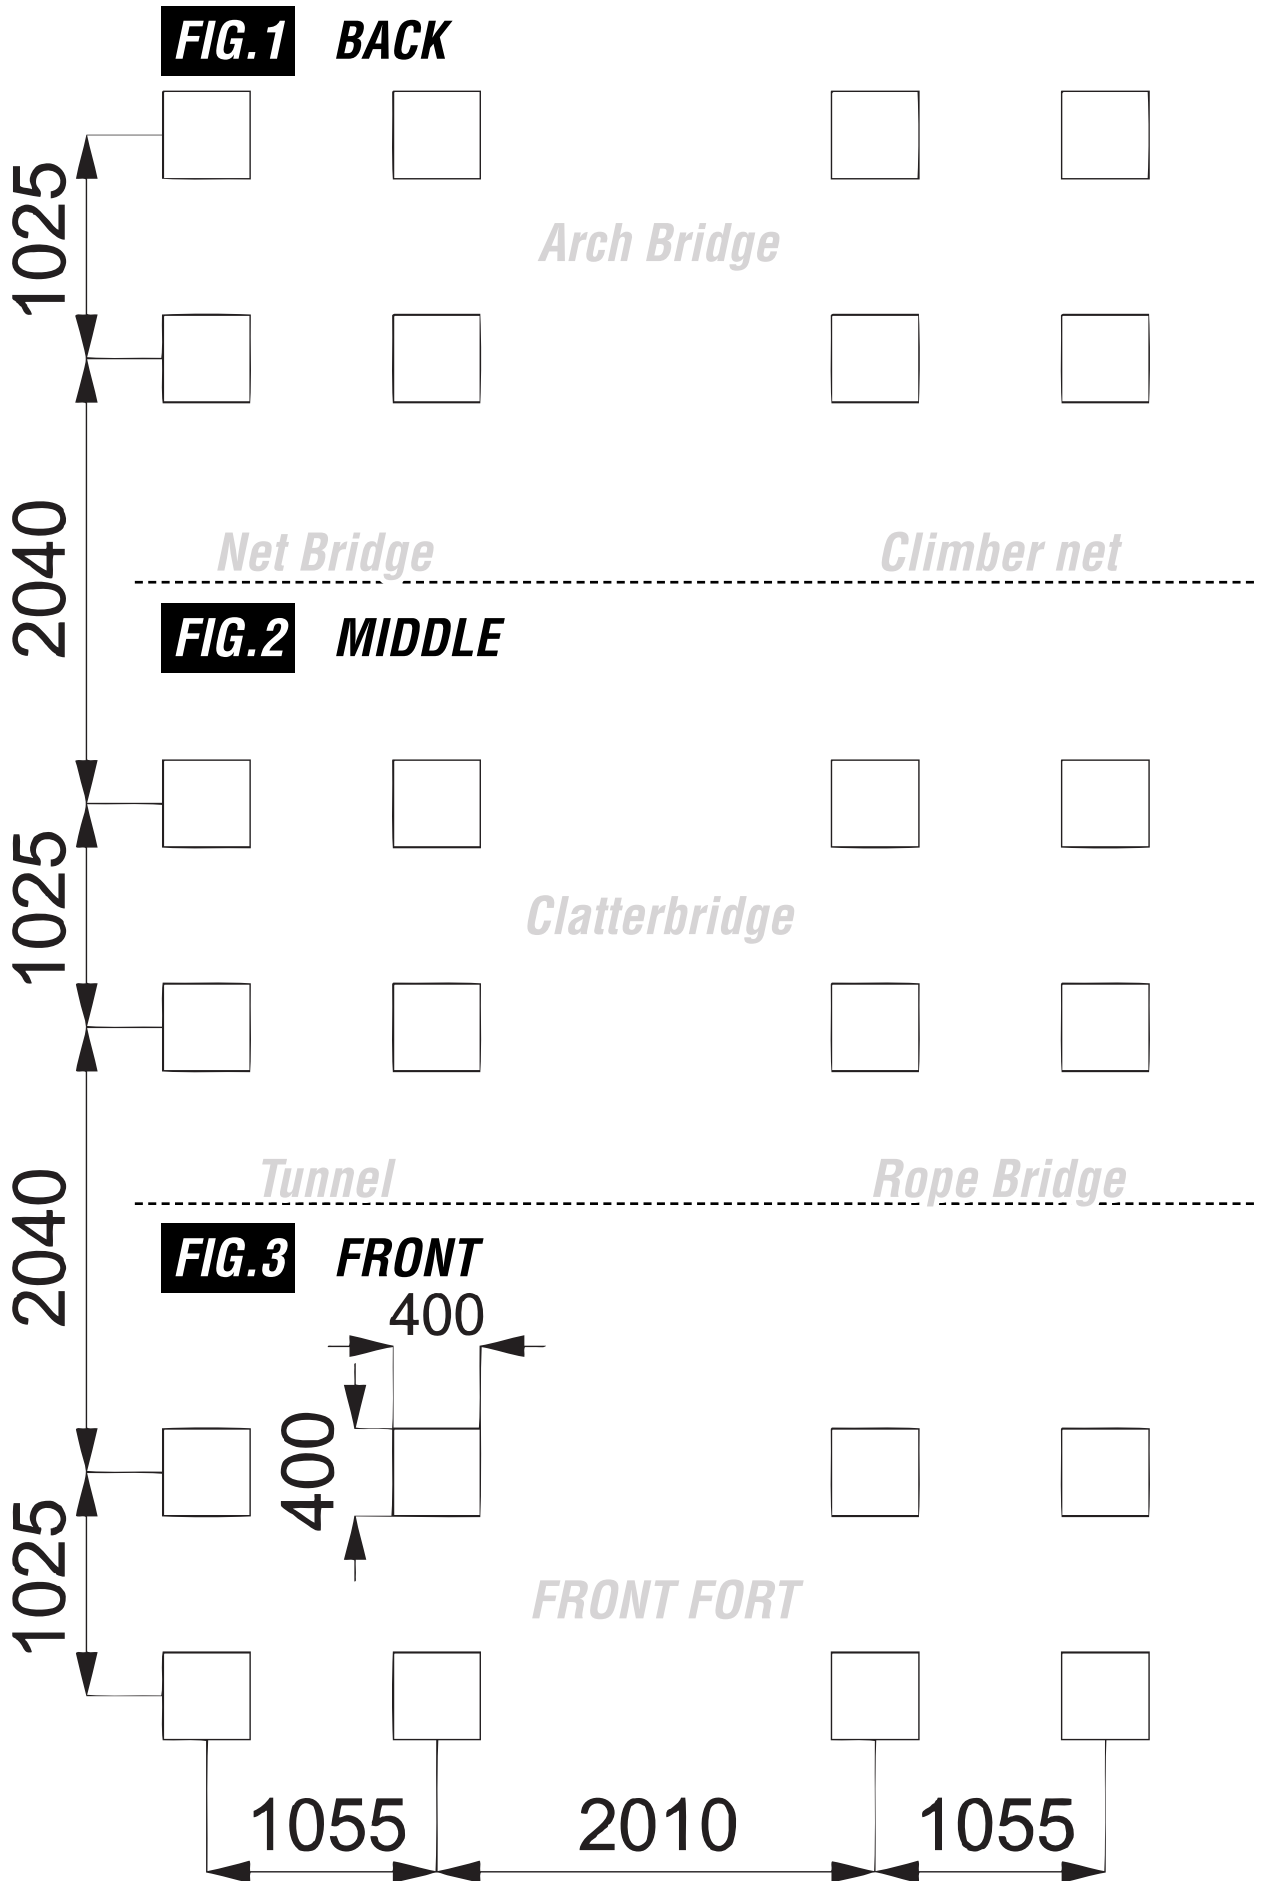 FIG.1 BACK
1025
Arch Bridge
2040
Net Bridge Climber net
FIG.2 MIDDLE
1025
Clatterbridge
2040
Tunnel Rope Bridge
FIG.3 FRONT
400
400
1025
FRONT FORT
1055 2010 1055